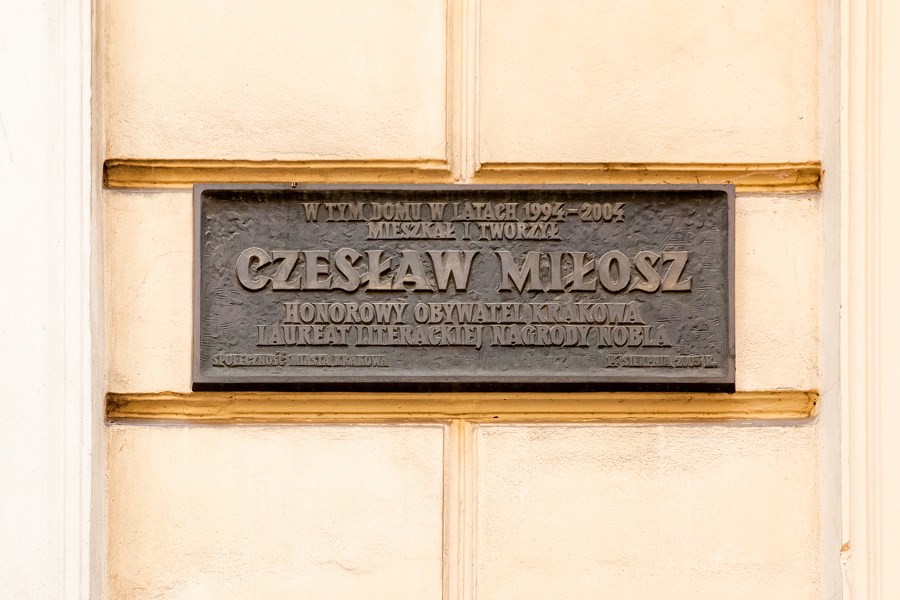 W TYM DOMU W LATACH 1994–2004
MIESZKAŁ I TWORZYŁ
CZESŁAW MIŁOSZ
HONOROWY OBYWATEL KRAKOWA
LAUREAT LITERACKIEJ NAGRODY NOBLA
SPOŁECZNOŚĆ MIASTA KRAKOWA
14 SIERPNIA 2005 R.